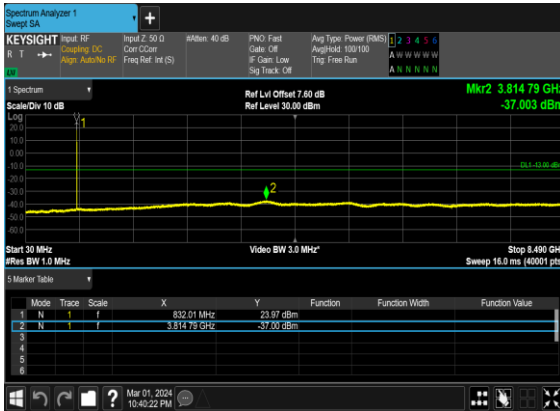 Spectrum Analyzer 1
Swept SA
KEYSIGHT
R T
LXI
Input: RF
Coupling: DC
Align: Auto/No RF
Input Z: 50 Ω
Corr CCorr
Freq Ref: Int (S)
#Atten: 40 dB
PNO: Fast
Gate: Off
IF Gain: Low
Sig Track: Off
Avg Type: Power (RMS)
Avg|Hold: 100/100
Trig: Free Run
1 2 3 4 5 6
A W W W W W
A N N N N N
1 Spectrum
Scale/Div 10 dB
Ref Lvl Offset 7.60 dB
Ref Level 30.00 dBm
Mkr2 3.814 79 GHz
-37.003 dBm
Log
20.0
10.0
0.00
-10.0
-20.0
-30.0
-40.0
-50.0
-60.0
1
2
DL1 -13.00 dBm
Start 30 MHz
#Res BW 1.0 MHz
Video BW 3.0 MHz*
Stop 8.490 GHz
Sweep 16.0 ms (40001 pts)
5 Marker Table
Mode Trace Scale X Y Function Function Width Function Value
1 N 1 f 832.01 MHz 23.97 dBm
2 N 1 f 3.814 79 GHz -37.00 dBm
3
4
5
6
Mar 01, 2024
10:40:22 PM